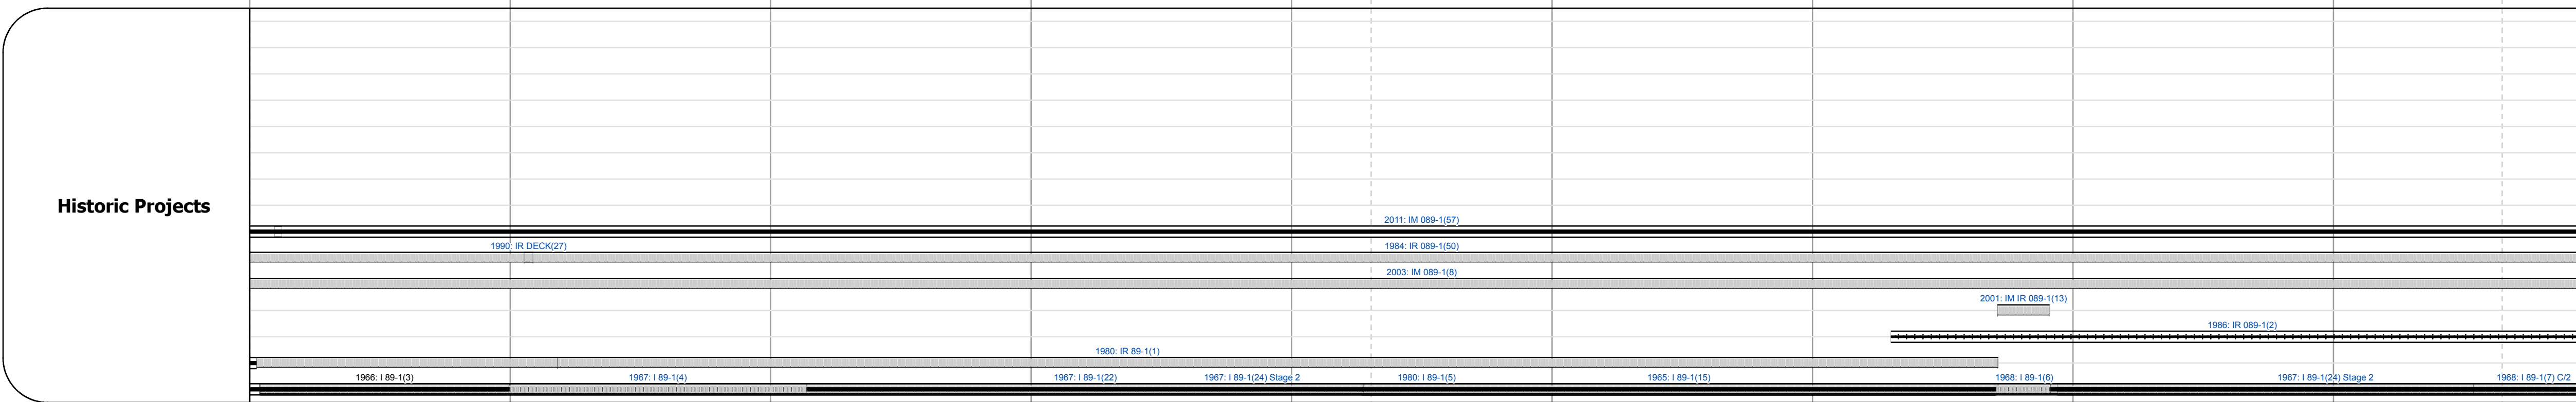 Historic Projects
2011: IM 089-1(57)
1990: IR DECK(27) 1984: IR 089-1(50)
2003: IM 089-1(8)
2001: IM IR 089-1(13)
1986: IR 089-1(2)
1980: IR 89-1(1)
1966: I 89-1(3) 1967: I 89-1(4) 1967: I 89-1(22) 1967: I 89-1(24) Stage 2 1980: I 89-1(5) 1965: I 89-1(15) 1968: I 89-1(6) 1967: I 89-1(24) Stage 2 1968: I 89-1(7) C/2